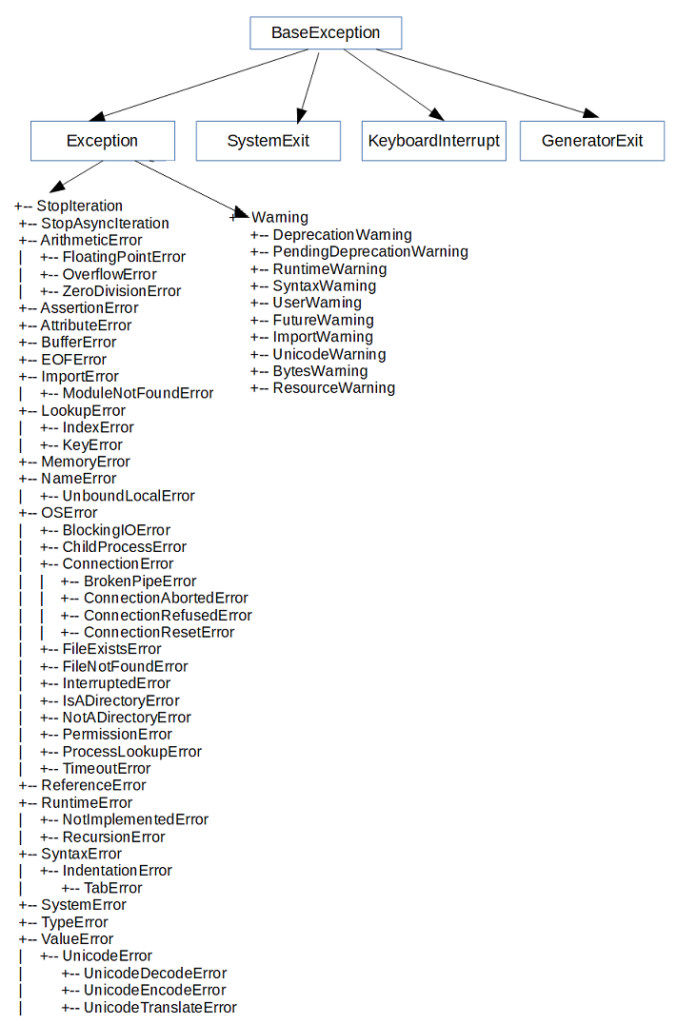 BaseException
Exception
SystemExit
KeyboardInterrupt
GeneratorExit
+-- StopIteration
+-- StopAsyncIteration
+-- ArithmeticError
|    +-- FloatingPointError
|    +-- OverflowError
|    +-- ZeroDivisionError
+-- AssertionError
+-- AttributeError
+-- BufferError
+-- EOFError
+-- ImportError
|    +-- ModuleNotFoundError
+-- LookupError
|    +-- IndexError
|    +-- KeyError
+-- MemoryError
+-- NameError
|    +-- UnboundLocalError
+-- OSError
|    +-- BlockingIOError
|    +-- ChildProcessError
|    +-- ConnectionError
|    |    +-- BrokenPipeError
|    |    +-- ConnectionAbortedError
|    |    +-- ConnectionRefusedError
|    |    +-- ConnectionResetError
|    +-- FileExistsError
|    +-- FileNotFoundError
|    +-- InterruptedError
|    +-- IsADirectoryError
|    +-- NotADirectoryError
|    +-- PermissionError
|    +-- ProcessLookupError
|    +-- TimeoutError
+-- ReferenceError
+-- RuntimeError
|    +-- NotImplementedError
|    +-- RecursionError
+-- SyntaxError
|    +-- IndentationError
|         +-- TabError
+-- SystemError
+-- TypeError
+-- ValueError
|    +-- UnicodeError
|         +-- UnicodeDecodeError
|         +-- UnicodeEncodeError
|         +-- UnicodeTranslateError
+- Warning
+-- DeprecationWarning
+-- PendingDeprecationWarning
+-- RuntimeWarning
+-- SyntaxWarning
+-- UserWarning
+-- FutureWarning
+-- ImportWarning
+-- UnicodeWarning
+-- BytesWarning
+-- ResourceWarning